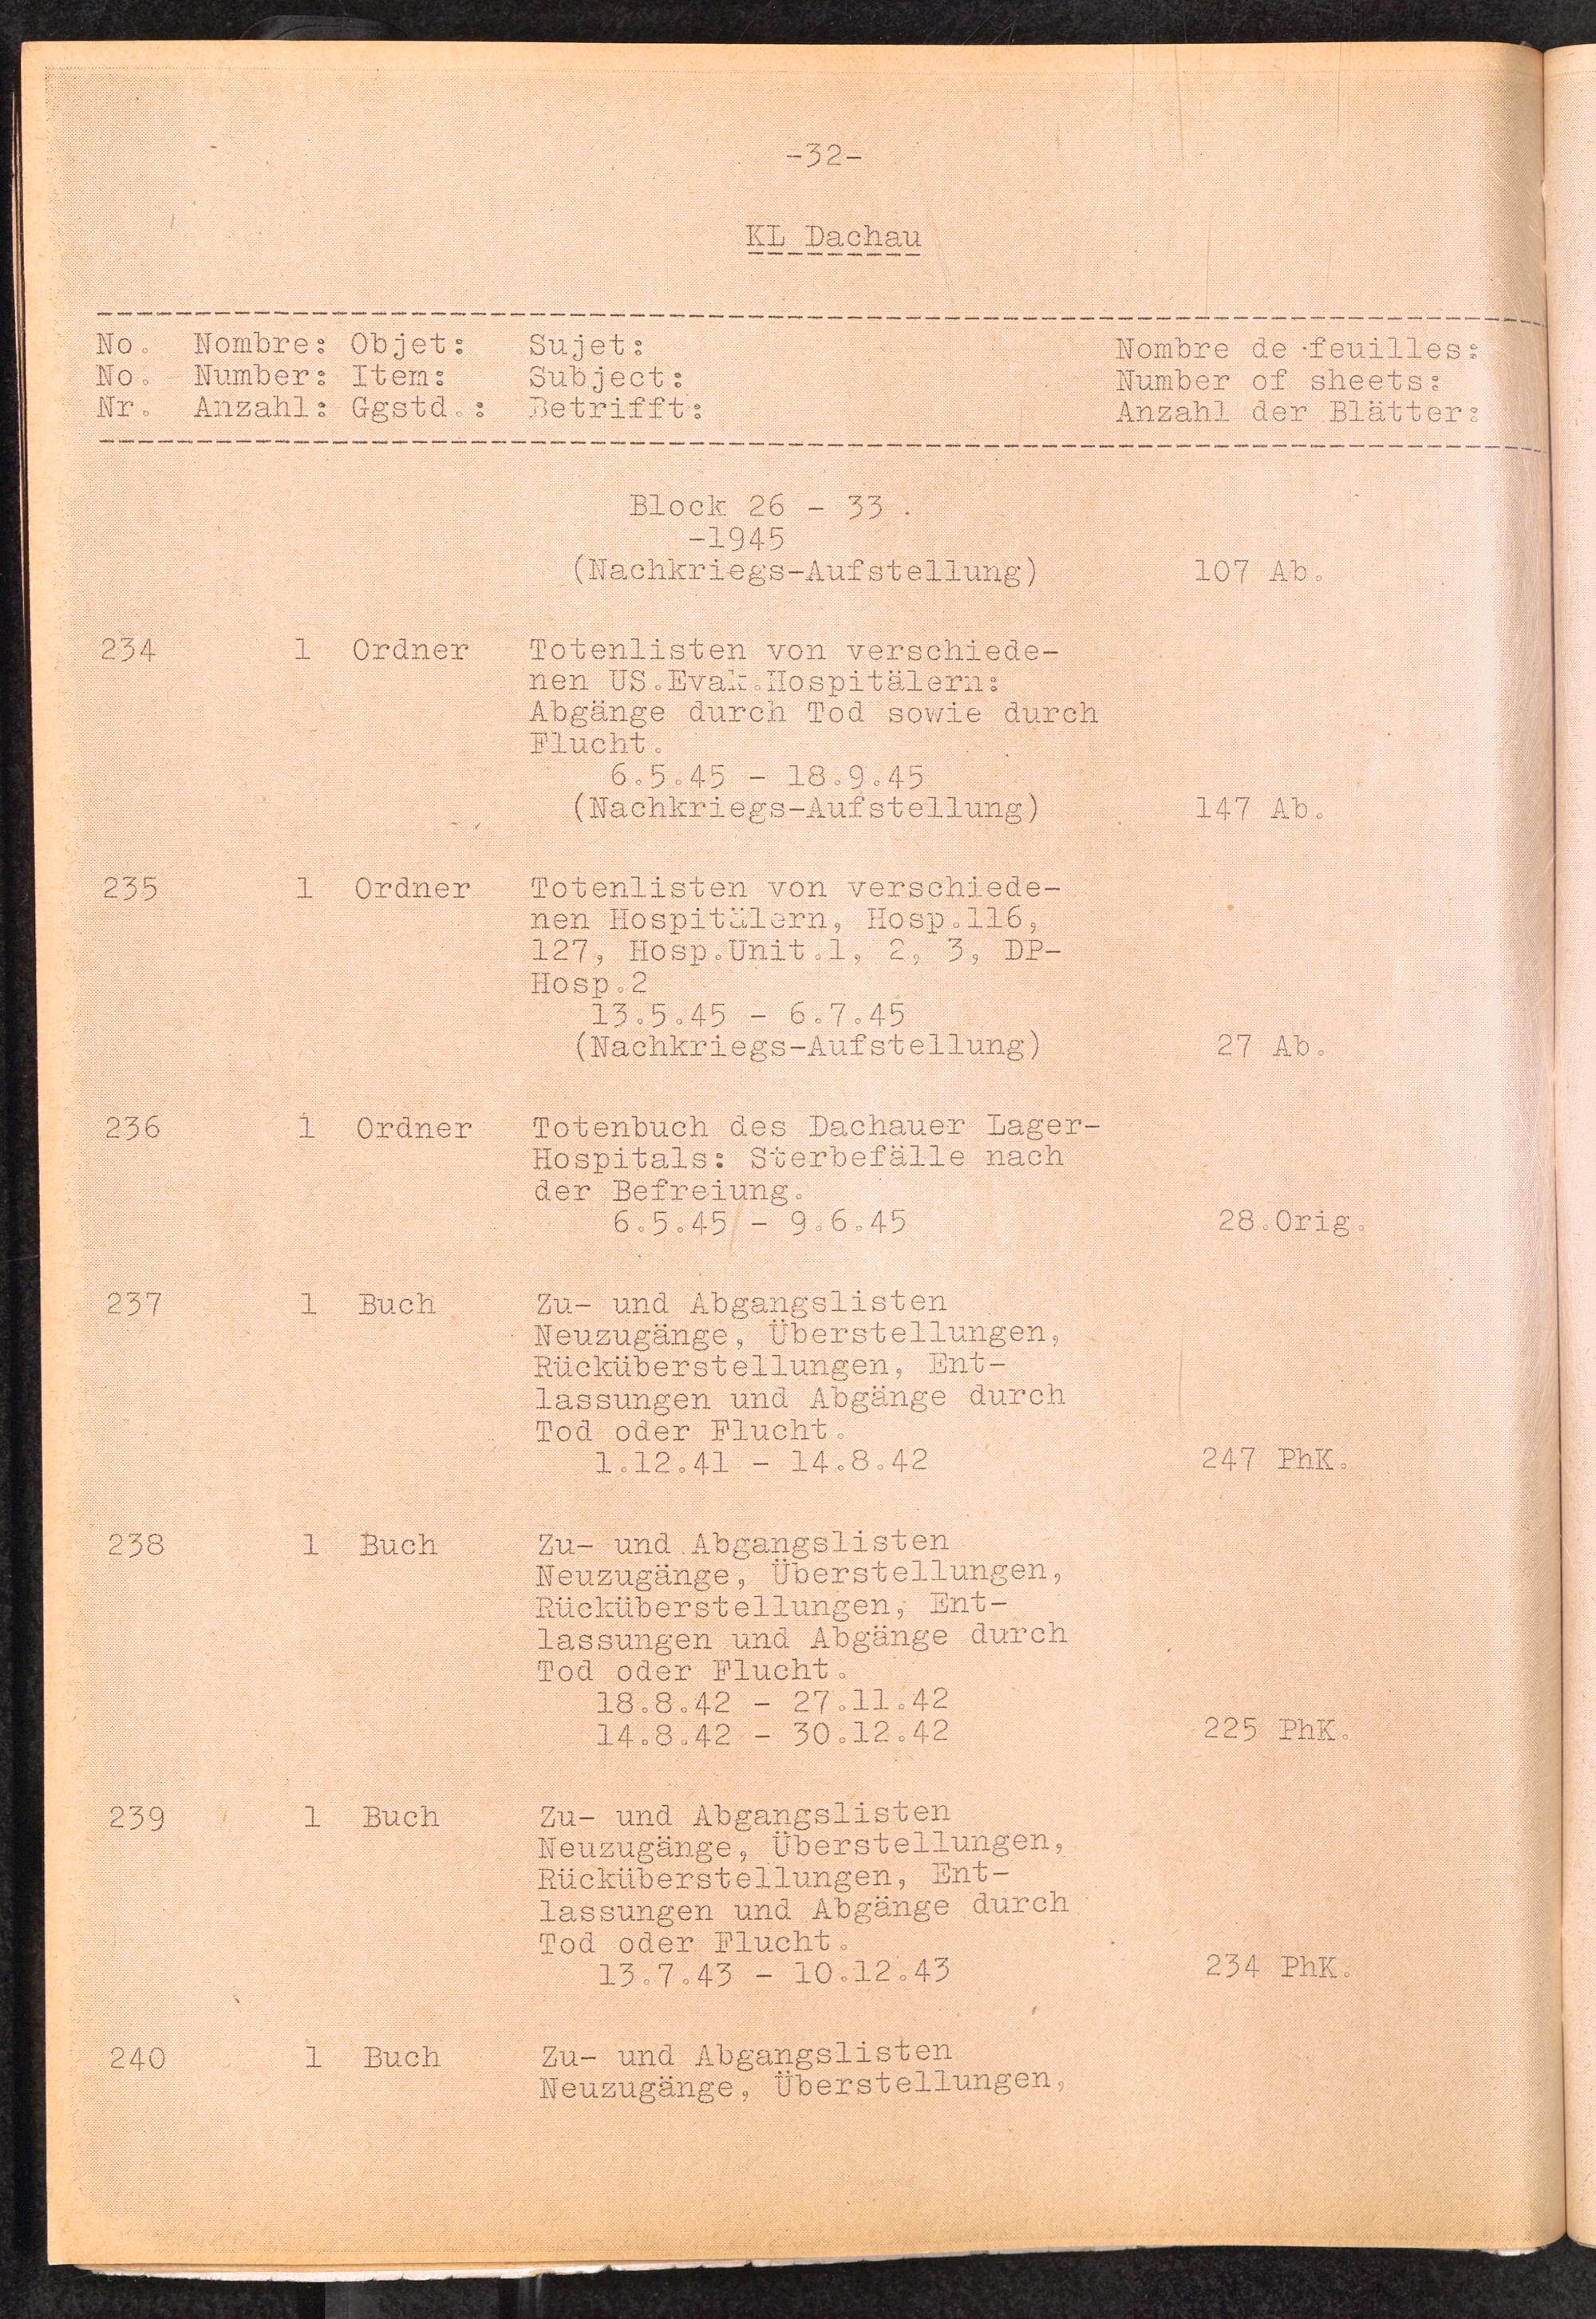 -32-
KL Dachau
No. Nombre: Objet: Sujet: Nombre de feuilles:
No. Number: Item: Subject: Number of sheets:
Nr. Anzahl: Ggstd.: Betrifft: Anzahl der Blätter:
Block 26 - 33 .
-1945
(Nachkriegs-Aufstellung) 107 Ab.
234 1 Ordner Totenlisten von verschiede-
nen US.Evak.Hospitälern:
Abgänge durch Tod sowie durch
Flucht.
6.5.45 - 18.9.45
(Nachkriegs-Aufstellung) 147 Ab.
235 1 Ordner Totenlisten von verschiede-
nen Hospitälern, Hosp.116,
127, Hosp.Unit.1, 2, 3, DP-
Hosp.2
13.5.45 - 6.7.45
(Nachkriegs-Aufstellung) 27 Ab.
236 1 Ordner Totenbuch des Dachauer Lager-
Hospitals: Sterbefälle nach
der Befreiung.
6.5.45 - 9.6.45 28.Orig.
237 1 Buch Zu- und Abgangslisten
Neuzugänge, Überstellungen,
Rücküberstellungen, Ent-
lassungen und Abgänge durch
Tod oder Flucht.
1.12.41 - 14.8.42 247 PhK.
238 1 Buch Zu- und Abgangslisten
Neuzugänge, Überstellungen,
Rücküberstellungen, Ent-
lassungen und Abgänge durch
Tod oder Flucht.
18.8.42 - 27.11.42
14.8.42 - 30.12.42 225 PhK.
239 1 Buch Zu- und Abgangslisten
Neuzugänge, Überstellungen,
Rücküberstellungen, Ent-
lassungen und Abgänge durch
Tod oder Flucht.
13.7.43 - 10.12.43 234 PhK.
240 1 Buch Zu- und Abgangslisten
Neuzugänge, Überstellungen,